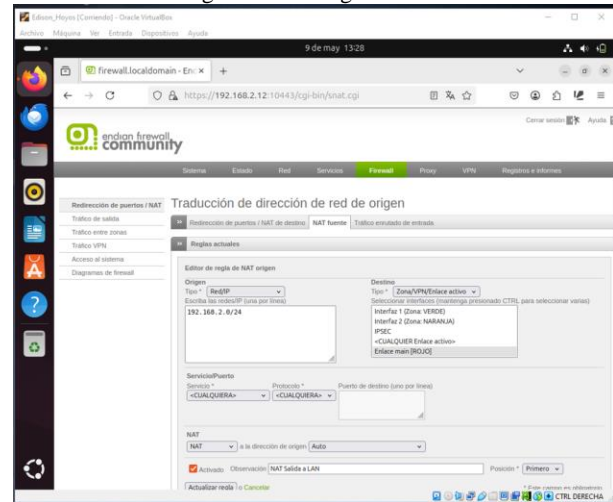 Edison_Hoyos [Corriendo] - Oracle VirtualBox
Archivo Máquina Ver Entrada Dispositivos Ayuda
9 de may 13:28
firewall.localdomain - Enc
https://192.168.2.12:10443/cgi-bin/snat.cgi
endian firewall
community
Cerrar sesión Ayuda
Sistema Estado Red Servicios Firewall Proxy VPN Registros e informes
Redirección de puertos / NAT
Tráfico de salida
Tráfico entre zonas
Tráfico VPN
Acceso al sistema
Diagramas de firewall
Traducción de dirección de red de origen
Redirección de puertos / NAT de destino NAT fuente Tráfico enrutado de entrada
Reglas actuales
Editor de regla de NAT origen
Origen Destino
Tipo * Red/IP Tipo * Zona/VPN/Enlace activo
Escriba las redes/IP (una por línea) Seleccionar interfaces (mantenga presionado CTRL para seleccionar varias)
192.168.2.0/24
Interfaz 1 (Zona: VERDE)
Interfaz 2 (Zona: NARANJA)
IPSEC
<CUALQUIER Enlace activo>
Enlace main [ROJO]
Servicio/Puerto
Servicio * Protocolo * Puerto de destino (uno por línea)
<CUALQUIERA> <CUALQUIERA>
NAT
NAT a la dirección de origen Auto
Activado Observación NAT Salida a LAN Posición * Primero
Actualizar regla o Cancelar * Este campo es obligatorio
CTRL DERECHA